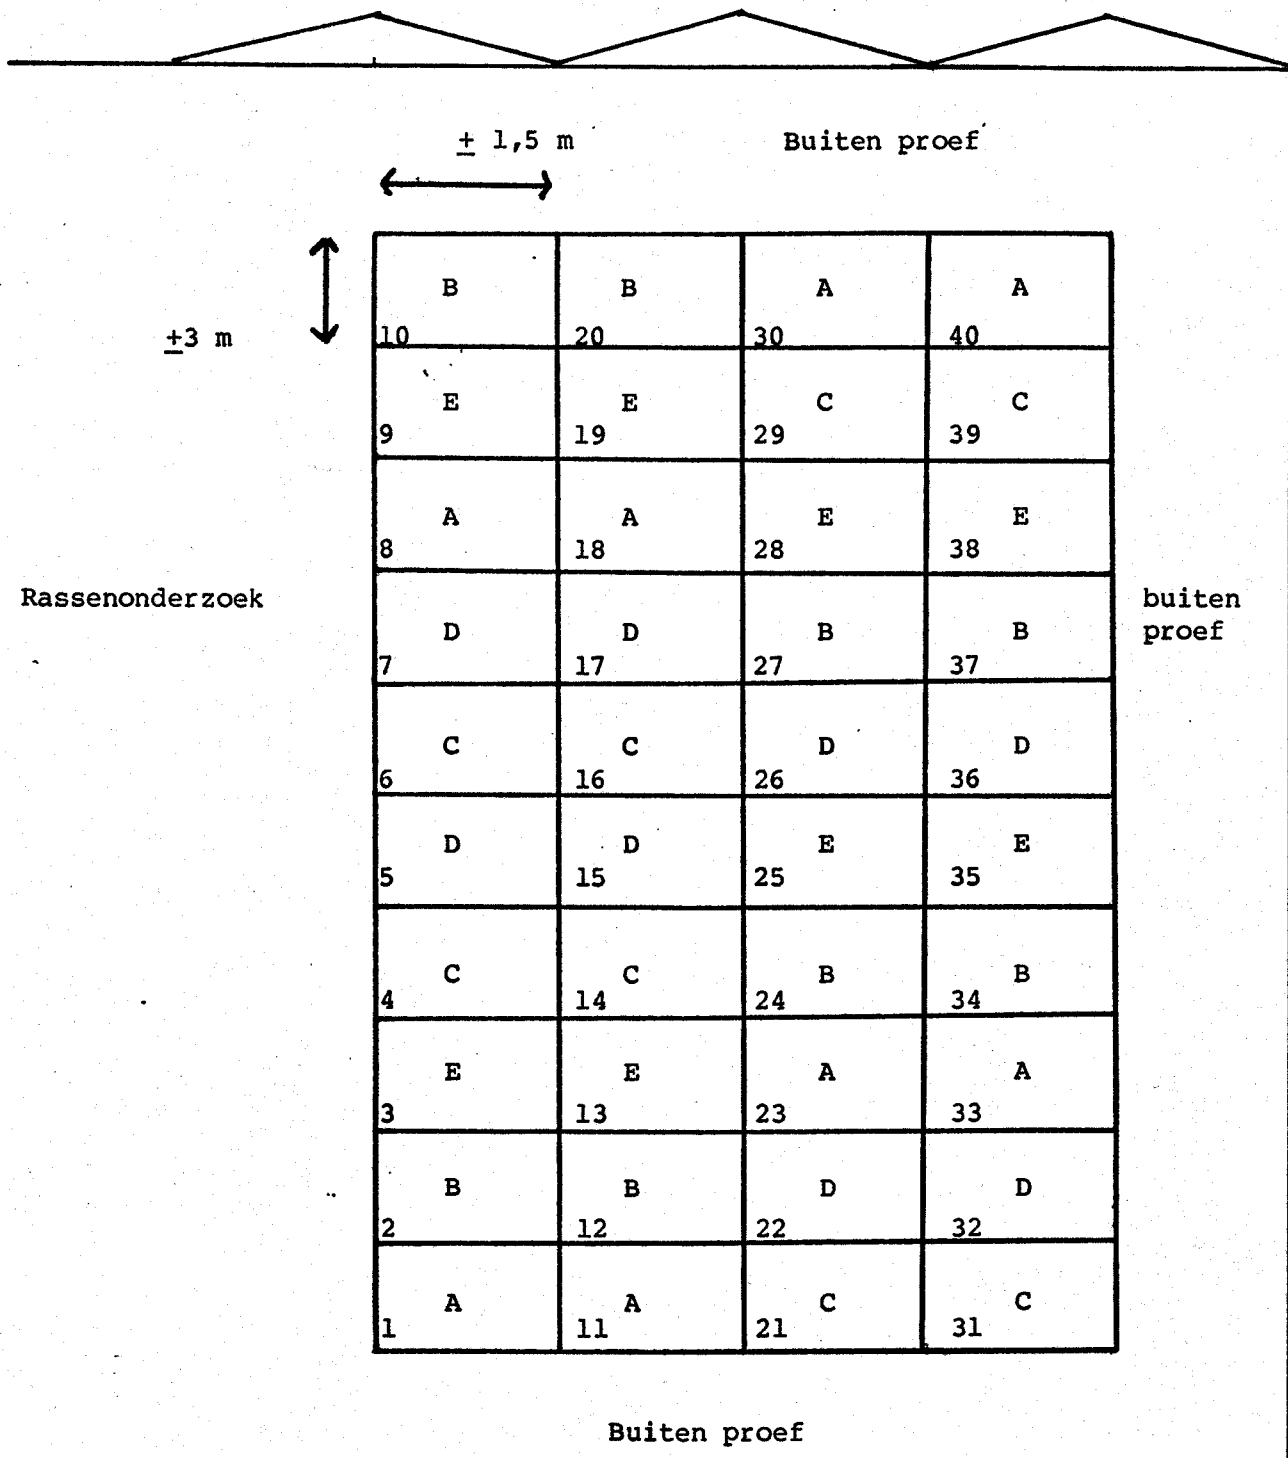 ± 1,5 m Buiten proef
B B A A
±3 m 10 20 30 40
E E C C
9 19 29 39
A A E E
8 18 28 38
Rassenonderzoek buiten
proef
D D B B
7 17 27 37
C C D D
6 16 26 36
D D E E
5 15 25 35
C C B B
4 14 24 34
E E A A
3 13 23 33
B B D D
2 12 22 32
A A C C
1 11 21 31
Buiten proef